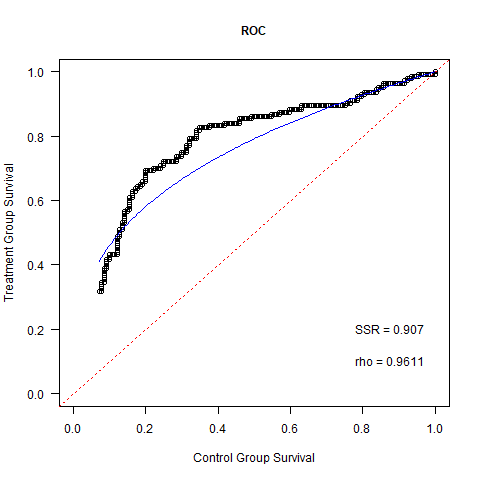 ROC
Treatment Group Survival
1.0
0.8
0.6
0.4
0.2
0.0
SSR = 0.907
rho = 0.9611
0.0 0.2 0.4 0.6 0.8 1.0
Control Group Survival